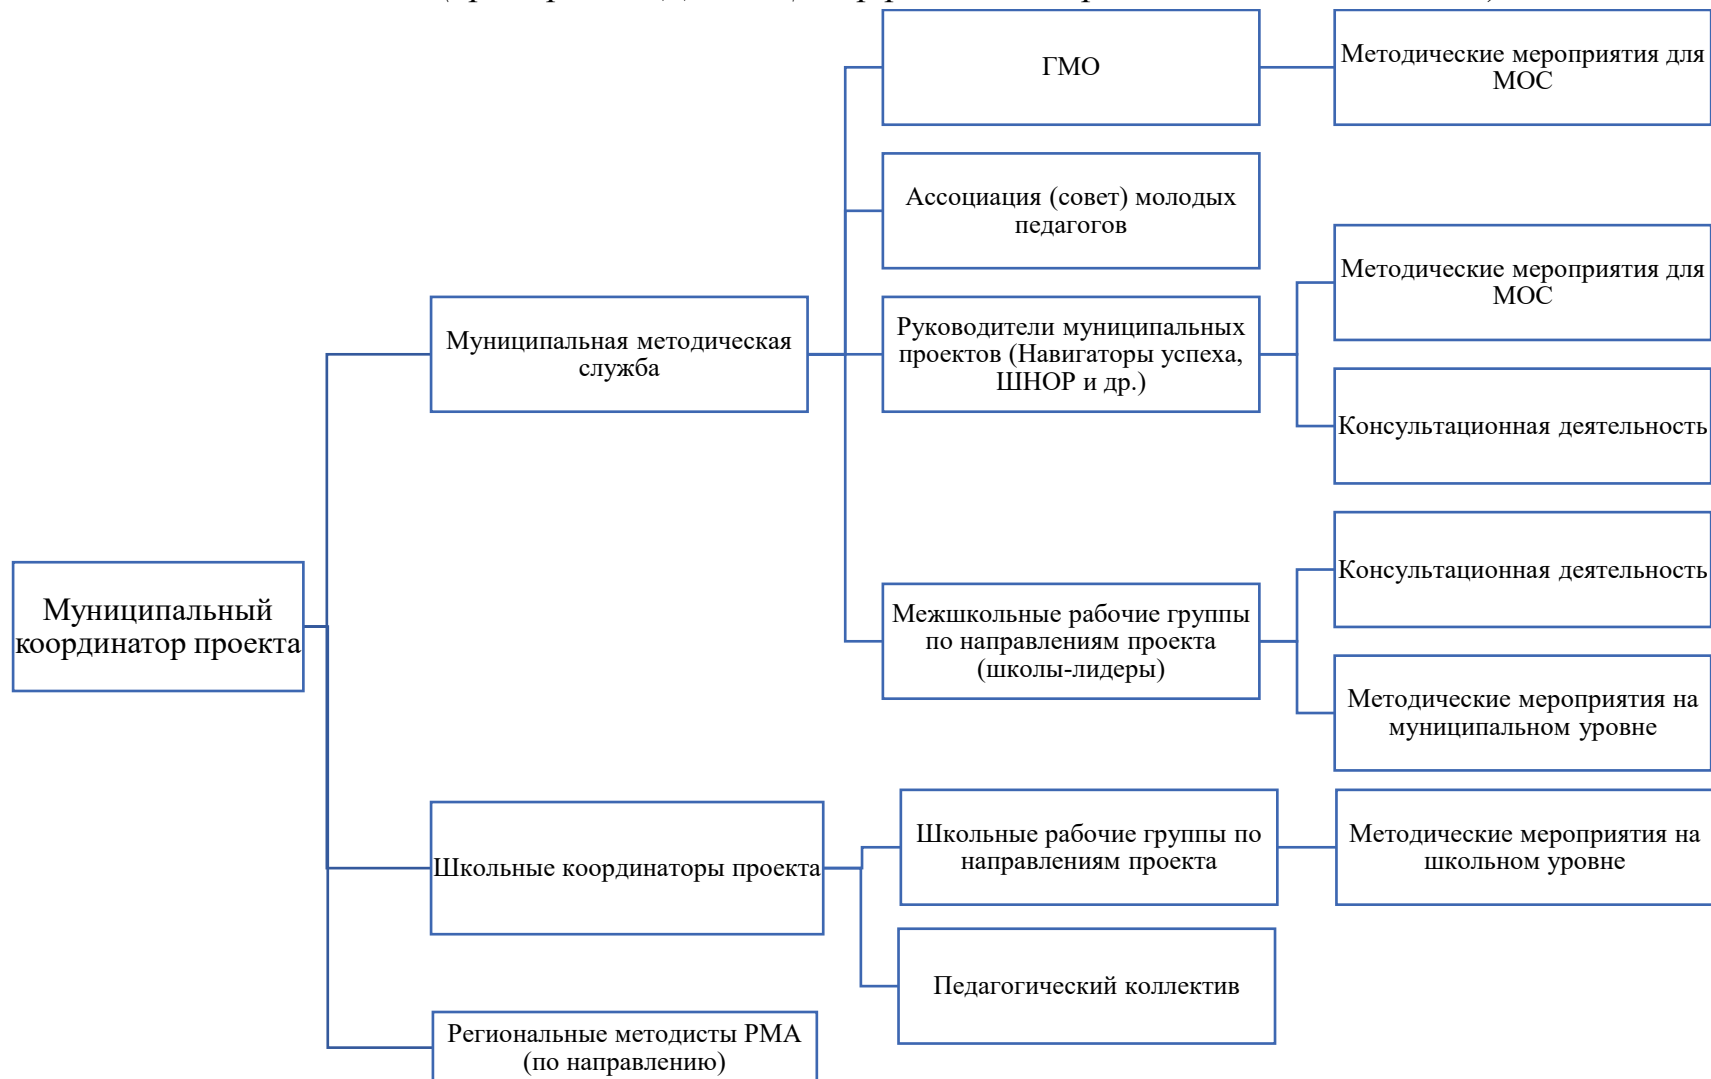 ГМО
Методические мероприятия для
МОС
Ассоциация (совет) молодых
педагогов
Методические мероприятия для
МОС
Муниципальная методическая
служба
Руководители муниципальных
проектов (Навигаторы успеха,
ШНОР и др.)
Консультационная деятельность
Консультационная деятельность
Муниципальный
координатор проекта
Межшкольные рабочие группы
по направлениям проекта
(школы-лидеры)
Методические мероприятия на
муниципальном уровне
Школьные координаторы проекта
Школьные рабочие группы по
направлениям проекта
Методические мероприятия на
школьном уровне
Педагогический коллектив
Региональные методисты РМА
(по направлению)